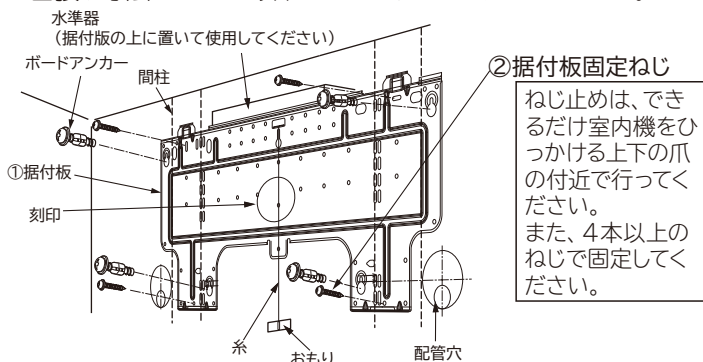 水準器
(据付版の上に置いて使用してください)
ボードアンカー
間柱
①据付板
刻印
糸
おもり
配管穴
②据付板固定ねじ
ねじ止めは、でき
るだけ室内機をひ
っかける上下の爪
の付近で行ってく
ださい。
また、4本以上の
ねじで固定してく
ださい。